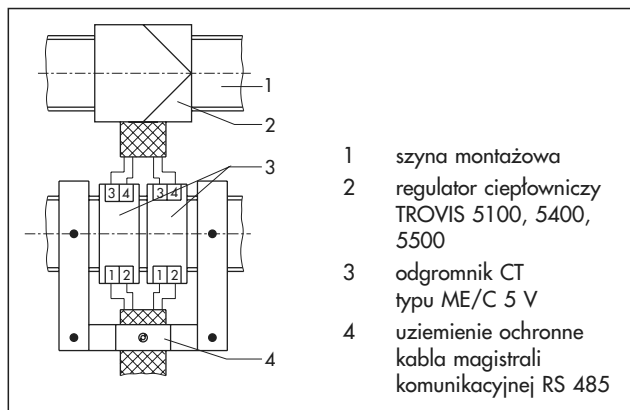 1
2
3
3 4 3 4
1 2 1 2
4
1 szyna montażowa
2 regulator ciepłowniczy
TROVIS 5100, 5400,
5500
3 odgromnik CT
typu ME/C 5 V
4 uziemienie ochronne
kabla magistrali
komunikacyjnej RS 485